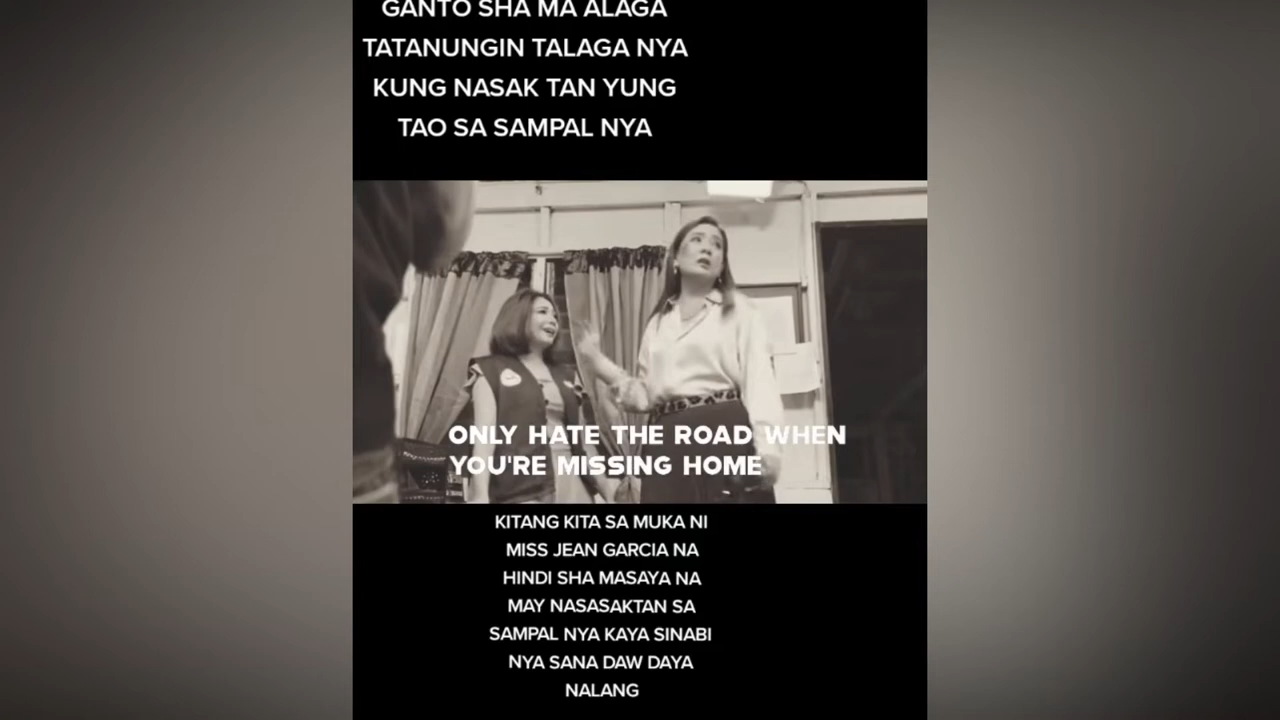 GANTO SHA MA ALAGA
TATANUNGIN TALAGA NYA
KUNG NASAK TAN YUNG
TAO SA SAMPAL NYA
ONLY HATE THE ROAD WHEN
YOU'RE MISSING HOME
KITANG KITA SA MUKA NI
MISS JEAN GARCIA NA
HINDI SHA MASAYA NA
MAY NASASAKTAN SA
SAMPAL NYA KAYA SINABI
NYA SANA DAW DAYA
NALANG